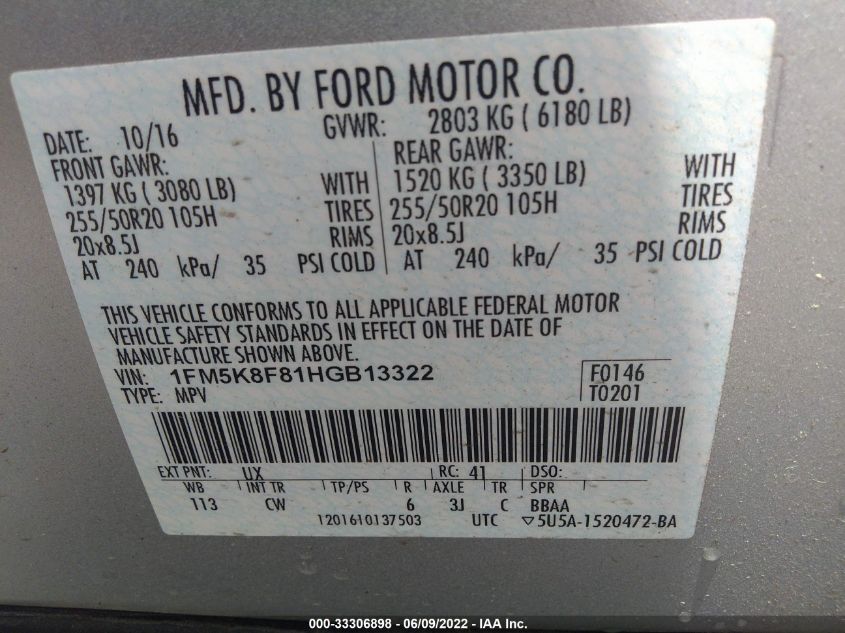 MFD. BY FORD MOTOR CO.
DATE: 10/16 GVWR: 2803 KG ( 6180 LB)
FRONT GAWR: REAR GAWR:
1397 KG ( 3080 LB) WITH 1520 KG ( 3350 LB) WITH
255/50R20 105H TIRES 255/50R20 105H TIRES
20x8.5J RIMS 20x8.5J RIMS
AT 240 kPa/ 35 PSI COLD AT 240 kPa/ 35 PSI COLD
THIS VEHICLE CONFORMS TO ALL APPLICABLE FEDERAL MOTOR
VEHICLE SAFETY STANDARDS IN EFFECT ON THE DATE OF
MANUFACTURE SHOWN ABOVE.
VIN: 1FM5K8F81HGB13322 F0146
TYPE: MPV T0201
EXT PNT: UX RC: 41 DSO:
WB INT TR TP/PS R AXLE TR SPR
113 CW 6 3J C BBAA
1201610137503 UTC ▽5U5A-1520472-BA
000-33306898 - 06/09/2022 - IAA Inc.